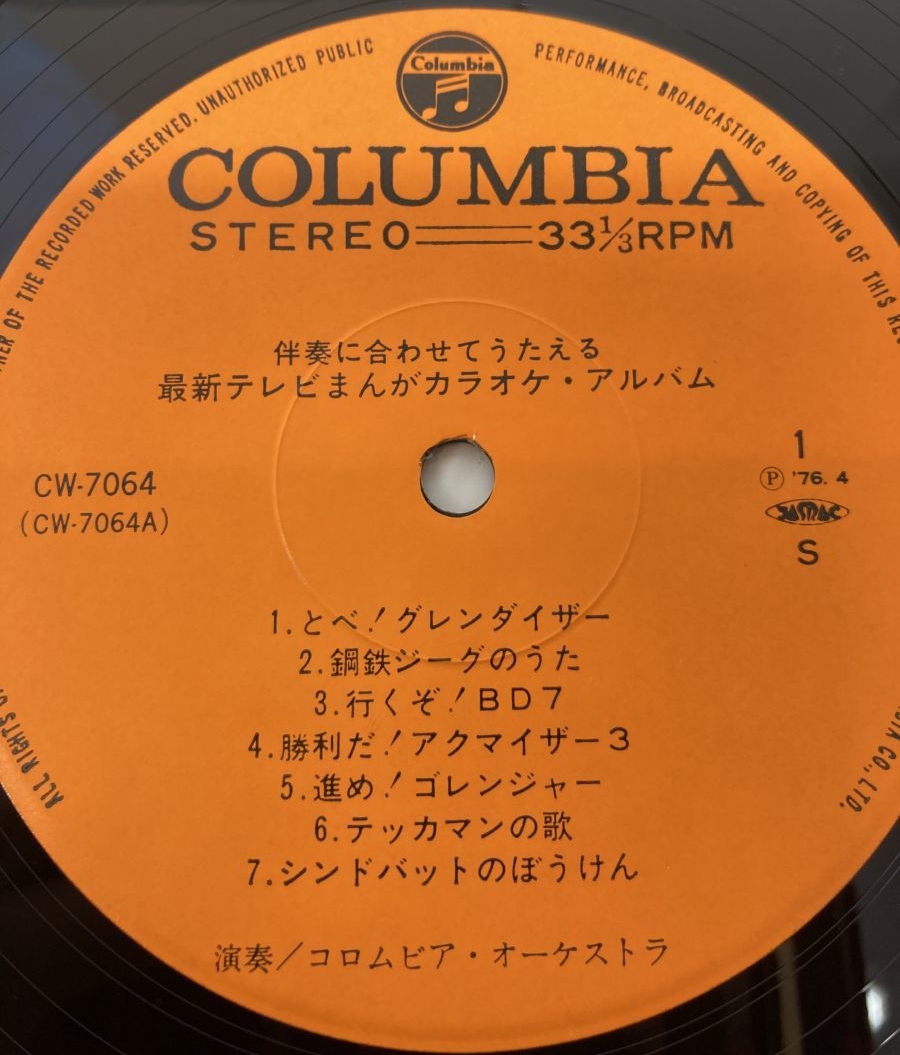 ER OF THE RECORDED WORK RESERVED. UNAUTHORIZED PUBLIC PERFORMANCE, BROADCASTING AND COPYING OF THIS RE
Columbia
COLUMBIA
STEREO 33⅓RPM
伴奏に合わせてうたえる
最新テレビまんがカラオケ・アルバム
CW-7064
(CW-7064A)
1
Ⓟ '76. 4
S
1.とべ!グレンダイザー
2.鋼鉄ジーグのうた
3.行くぞ!BD7
4.勝利だ!アクマイザー3
5.進め!ゴレンジャー
6.テッカマンの歌
7.シンドバットのぼうけん
演奏/コロムビア・オーケストラ
ALL RIGHTS
CO., LTD.